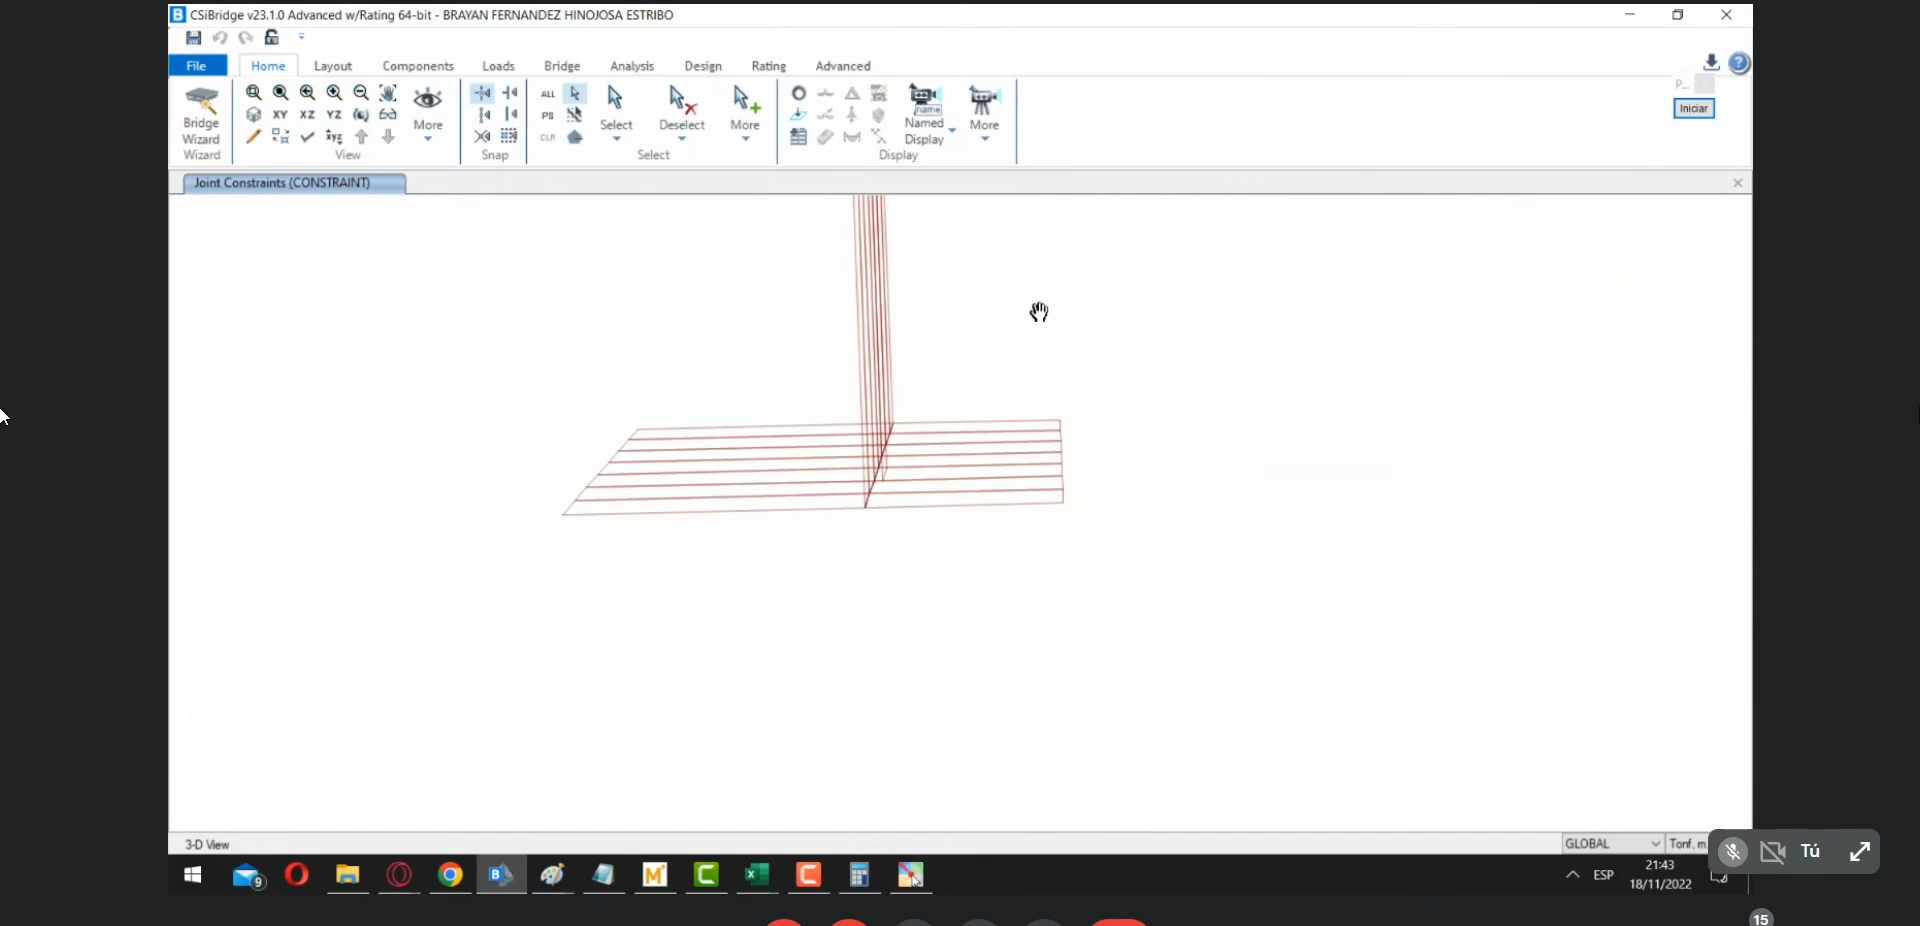 CSiBridge v23.1.0 Advanced w/Rating 64-bit - BRAYAN FERNANDEZ HINOJOSA ESTRIBO
File Home Layout Components Loads Bridge Analysis Design Rating Advanced
P...
Iniciar
Bridge
Wizard
Wizard
XY XZ YZ
xyz
More
View
Snap
ALL
PS
CLR
Select
Deselect
More
Select
name
Named
Display
More
Display
Joint Constraints (CONSTRAINT)
3-D View
GLOBAL
Tonf, m,
Tú
9
ESP
21:43
18/11/2022
15